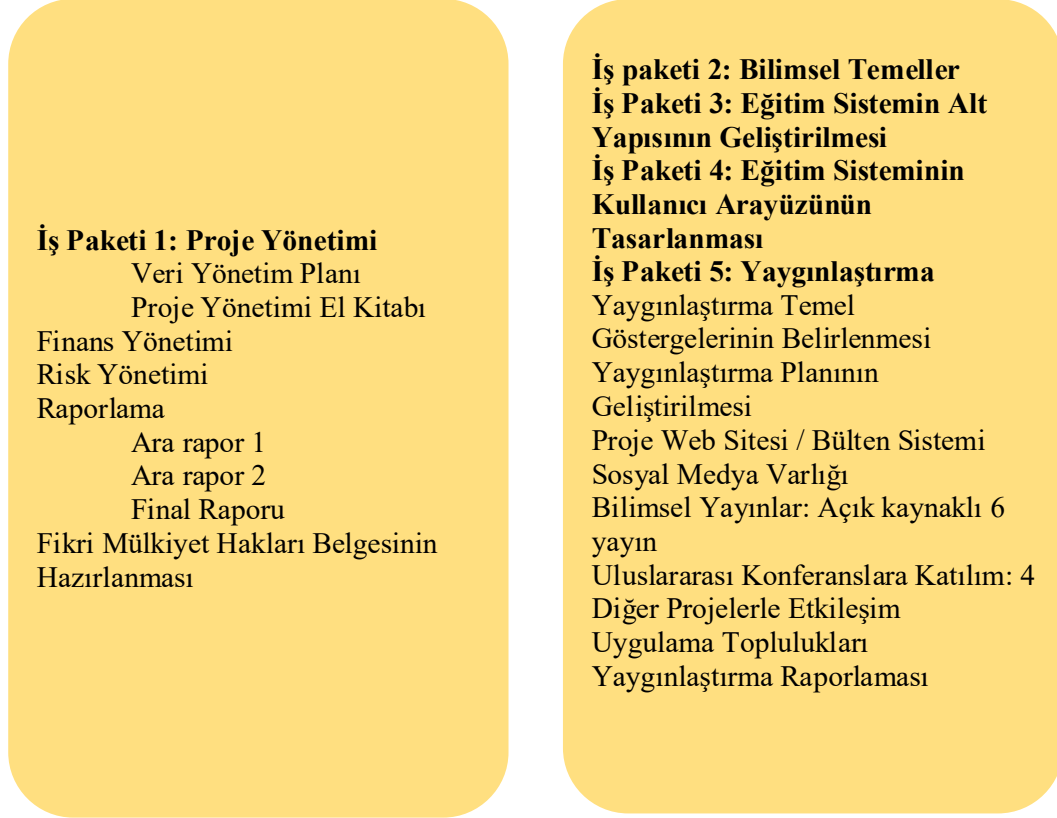 İş Paketi 1: Proje Yönetimi
Veri Yönetim Planı
Proje Yönetimi El Kitabı
Finans Yönetimi
Risk Yönetimi
Raporlama
Ara rapor 1
Ara rapor 2
Final Raporu
Fikri Mülkiyet Hakları Belgesinin
Hazırlanması
İş paketi 2: Bilimsel Temeller
İş Paketi 3: Eğitim Sistemin Alt
Yapısının Geliştirilmesi
İş Paketi 4: Eğitim Sisteminin
Kullanıcı Arayüzünün
Tasarlanması
İş Paketi 5: Yaygınlaştırma
Yaygınlaştırma Temel
Göstergelerinin Belirlenmesi
Yaygınlaştırma Planının
Geliştirilmesi
Proje Web Sitesi / Bülten Sistemi
Sosyal Medya Varlığı
Bilimsel Yayınlar: Açık kaynaklı 6
yayın
Uluslararası Konferanslara Katılım: 4
Diğer Projelerle Etkileşim
Uygulama Toplulukları
Yaygınlaştırma Raporlaması